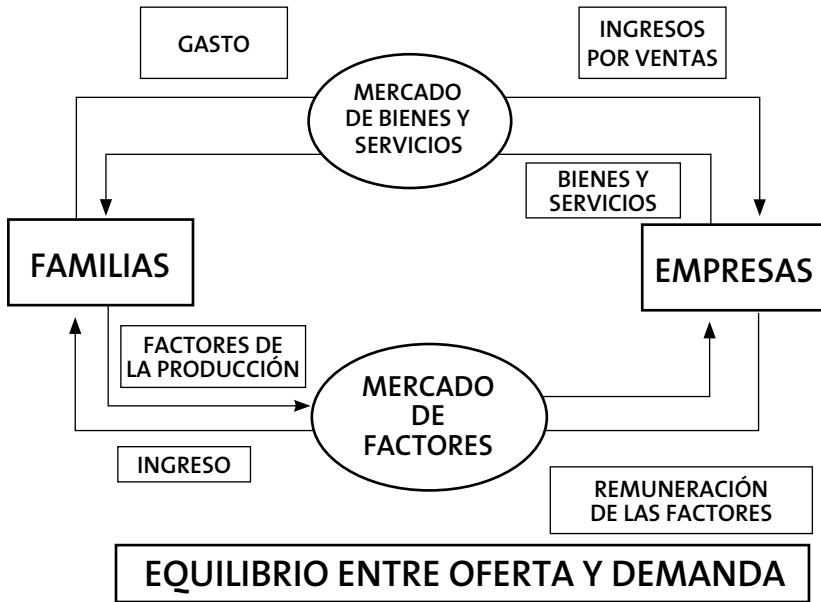 GASTO
INGRESOS
POR VENTAS
MERCADO
DE BIENES Y
SERVICIOS
BIENES Y
SERVICIOS
FAMILIAS
EMPRESAS
FACTORES DE
LA PRODUCCIÓN
MERCADO
DE
FACTORES
INGRESO
REMUNERACIÓN
DE LAS FACTORES
EQUILIBRIO ENTRE OFERTA Y DEMANDA